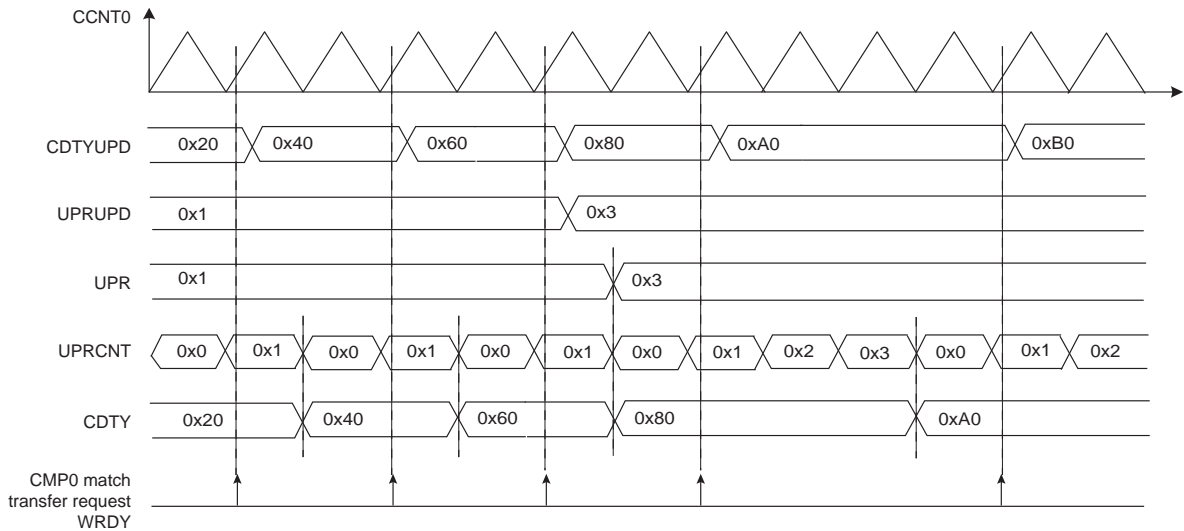 CCNT0
CDTYUPD 0x20 0x40 0x60 0x80 0xA0 0xB0
UPRUPD 0x1 0x3
UPR 0x1 0x3
UPRCNT 0x0 0x1 0x0 0x1 0x0 0x1 0x0 0x1 0x2 0x3 0x0 0x1 0x2
CDTY 0x20 0x40 0x60 0x80 0xA0
CMP0 match
transfer request
WRDY